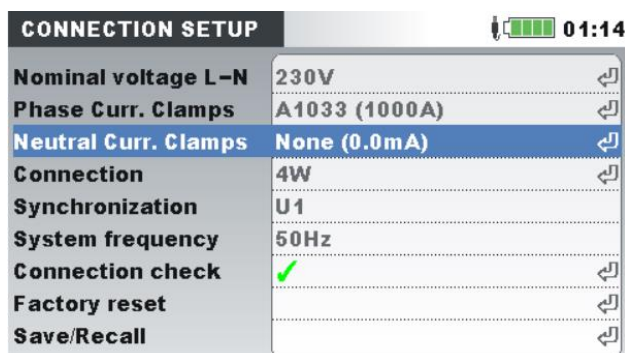 CONNECTION SETUP 01:14
Nominal voltage L-N 230V
Phase Curr. Clamps A1033 (1000A)
Neutral Curr. Clamps None (0.0mA)
Connection 4W
Synchronization U1
System frequency 50Hz
Connection check ✓
Factory reset
Save/Recall